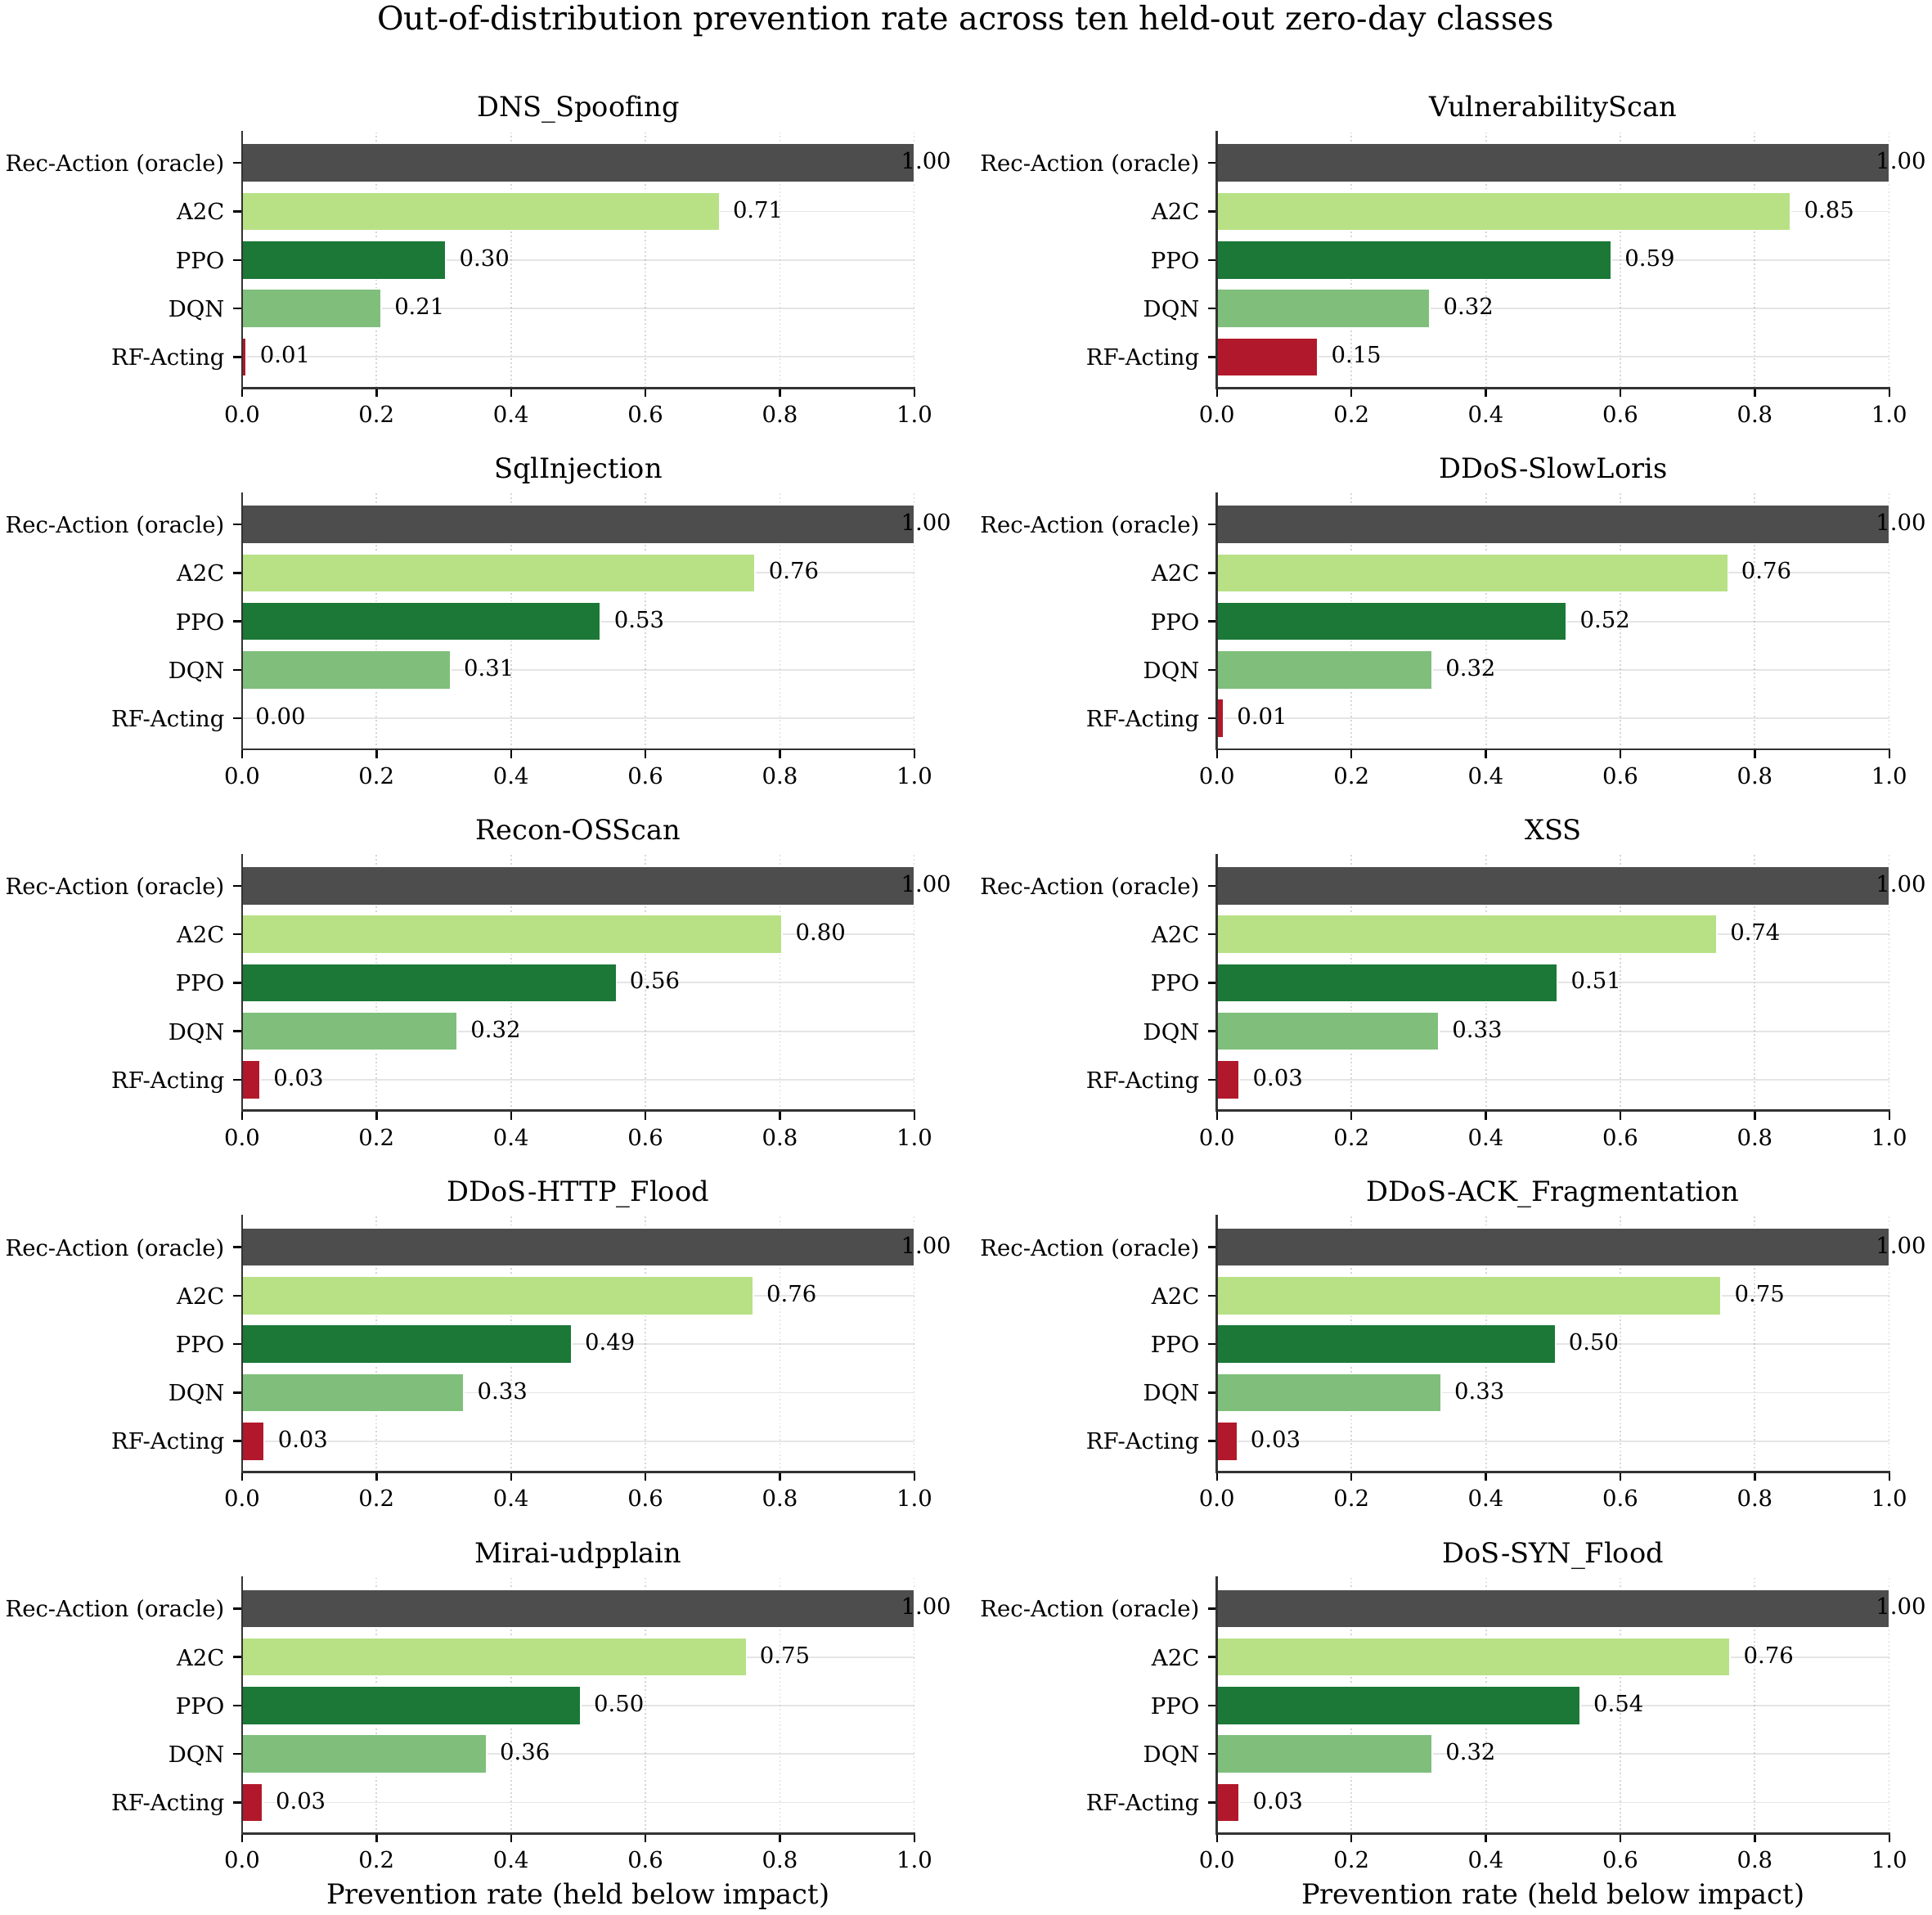 Out-of-distribution prevention rate across ten held-out zero-day classes
DNS_Spoofing
Rec-Action (oracle) 1.00
A2C 0.71
PPO 0.30
DQN 0.21
RF-Acting 0.01
0.0 0.2 0.4 0.6 0.8 1.0
VulnerabilityScan
Rec-Action (oracle) 1.00
A2C 0.85
PPO 0.59
DQN 0.32
RF-Acting 0.15
0.0 0.2 0.4 0.6 0.8 1.0
SqlInjection
Rec-Action (oracle) 1.00
A2C 0.76
PPO 0.53
DQN 0.31
RF-Acting 0.00
0.0 0.2 0.4 0.6 0.8 1.0
DDoS-SlowLoris
Rec-Action (oracle) 1.00
A2C 0.76
PPO 0.52
DQN 0.32
RF-Acting 0.01
0.0 0.2 0.4 0.6 0.8 1.0
Recon-OSScan
Rec-Action (oracle) 1.00
A2C 0.80
PPO 0.56
DQN 0.32
RF-Acting 0.03
0.0 0.2 0.4 0.6 0.8 1.0
XSS
Rec-Action (oracle) 1.00
A2C 0.74
PPO 0.51
DQN 0.33
RF-Acting 0.03
0.0 0.2 0.4 0.6 0.8 1.0
DDoS-HTTP_Flood
Rec-Action (oracle) 1.00
A2C 0.76
PPO 0.49
DQN 0.33
RF-Acting 0.03
0.0 0.2 0.4 0.6 0.8 1.0
DDoS-ACK_Fragmentation
Rec-Action (oracle) 1.00
A2C 0.75
PPO 0.50
DQN 0.33
RF-Acting 0.03
0.0 0.2 0.4 0.6 0.8 1.0
Mirai-udpplain
Rec-Action (oracle) 1.00
A2C 0.75
PPO 0.50
DQN 0.36
RF-Acting 0.03
0.0 0.2 0.4 0.6 0.8 1.0
Prevention rate (held below impact)
DoS-SYN_Flood
Rec-Action (oracle) 1.00
A2C 0.76
PPO 0.54
DQN 0.32
RF-Acting 0.03
0.0 0.2 0.4 0.6 0.8 1.0
Prevention rate (held below impact)